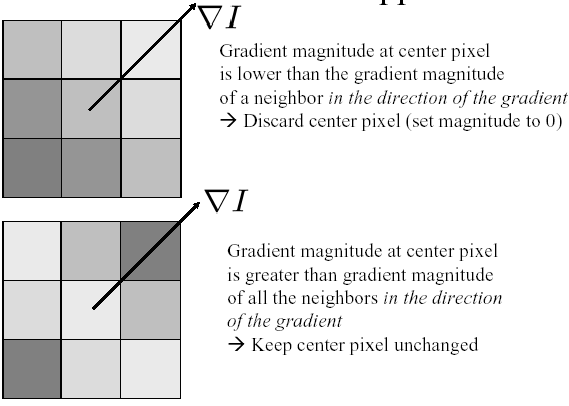 ∇I
Gradient magnitude at center pixel
is lower than the gradient magnitude
of a neighbor in the direction of the gradient
→ Discard center pixel (set magnitude to 0)
∇I
Gradient magnitude at center pixel
is greater than gradient magnitude
of all the neighbors in the direction
of the gradient
→ Keep center pixel unchanged